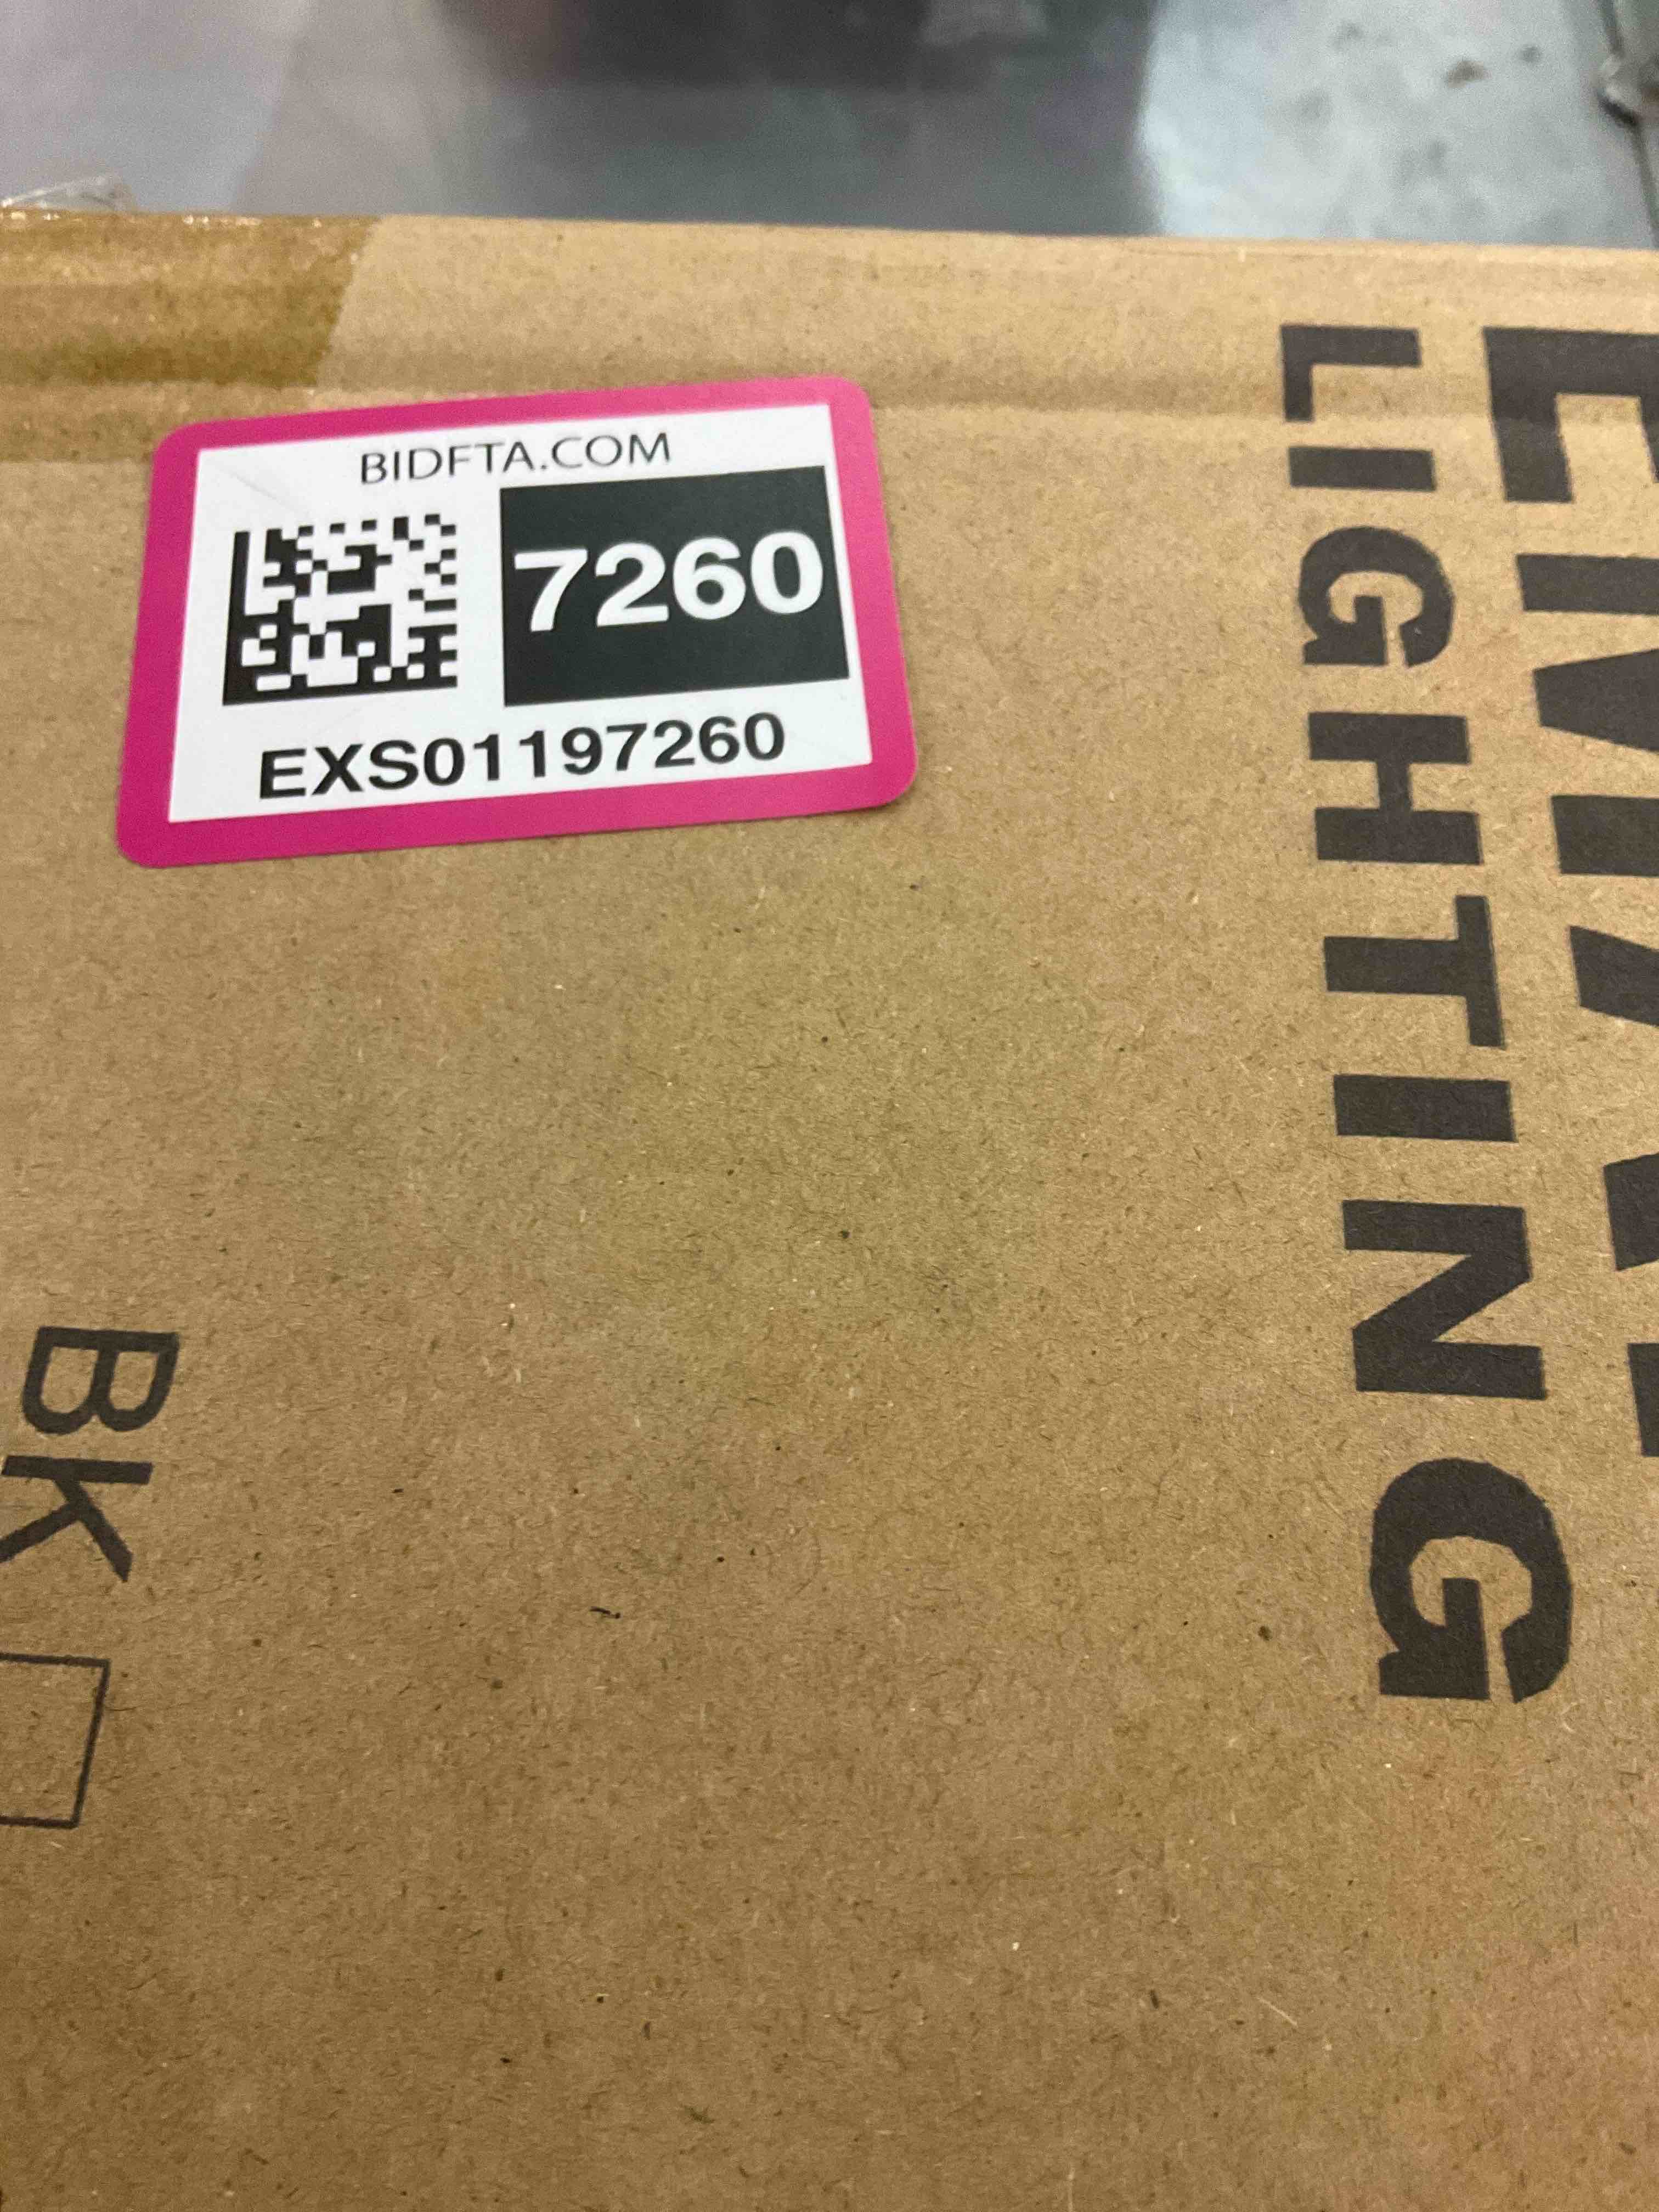 BIDFTA.COM
7260
EXS01197260
LIGHTING
BK